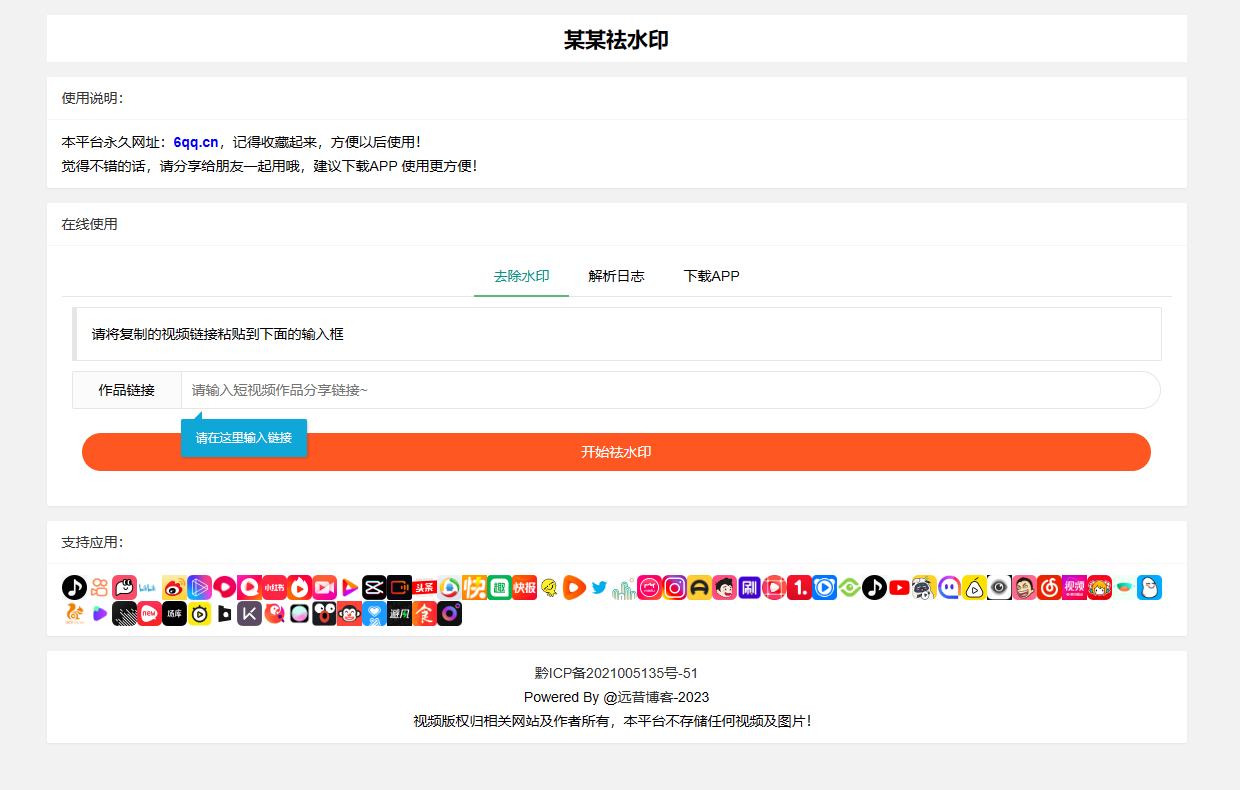 某某祛水印
使用说明：
本平台永久网址：6qq.cn，记得收藏起来，方便以后使用！
觉得不错的话，请分享给朋友一起用哦，建议下载APP 使用更方便！
在线使用
去除水印 解析日志 下载APP
请将复制的视频链接粘贴到下面的输入框
作品链接 请输入短视频作品分享链接~
请在这里输入链接
开始祛水印
支持应用：
小红书 头条 快 趣 快报 刷 1. 视频
new 场库 避风 食
黔ICP备2021005135号-51
Powered By @远昔博客-2023
视频版权归相关网站及作者所有，本平台不存储任何视频及图片！